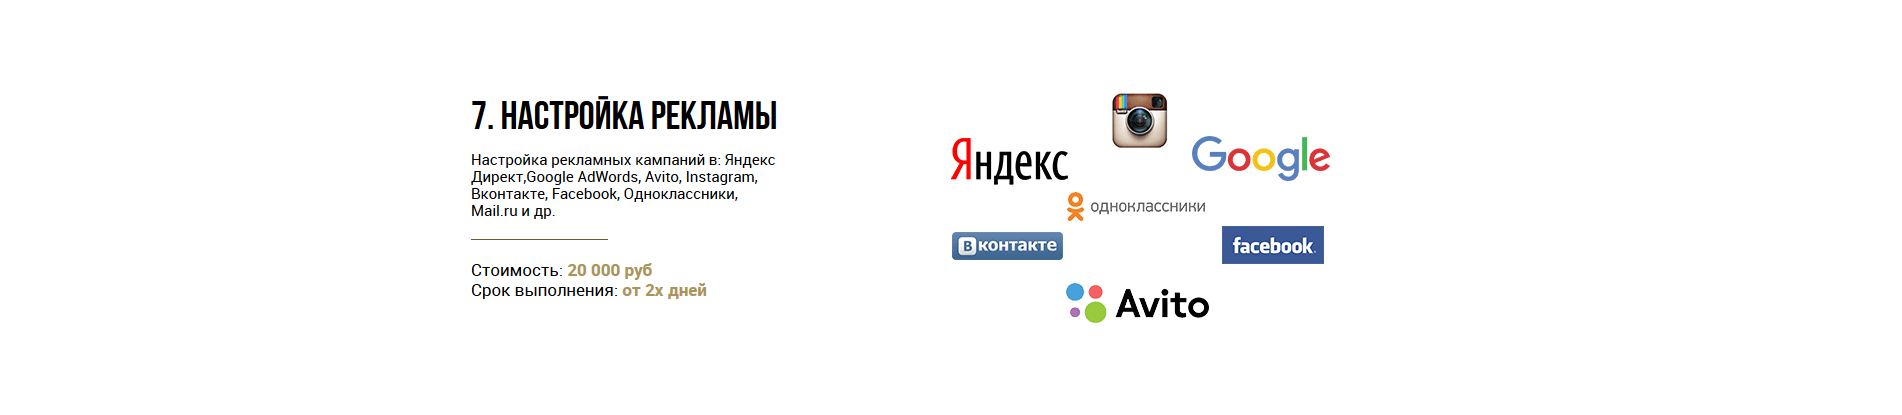 7. НАСТРОЙКА РЕКЛАМЫ
Настройка рекламных кампаний в: Яндекс
Директ,Google AdWords, Avito, Instagram,
Вконтакте, Facebook, Одноклассники,
Mail.ru и др.
Стоимость: 20 000 руб
Срок выполнения: от 2х дней
Яндекс
Google
одноклассники
В контакте
facebook.
Avito